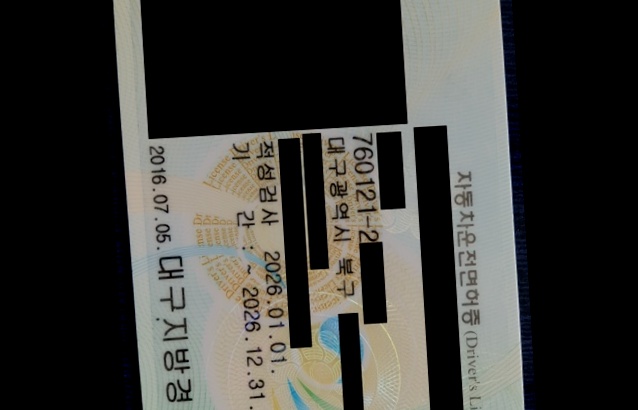 자동차운전면허증 (Driver's Li
760121-2
대구광역시 북구
적성검사 2026.01.01.
기 간 : ~ 2026.12.31.
2016.07.05. 대구지방경